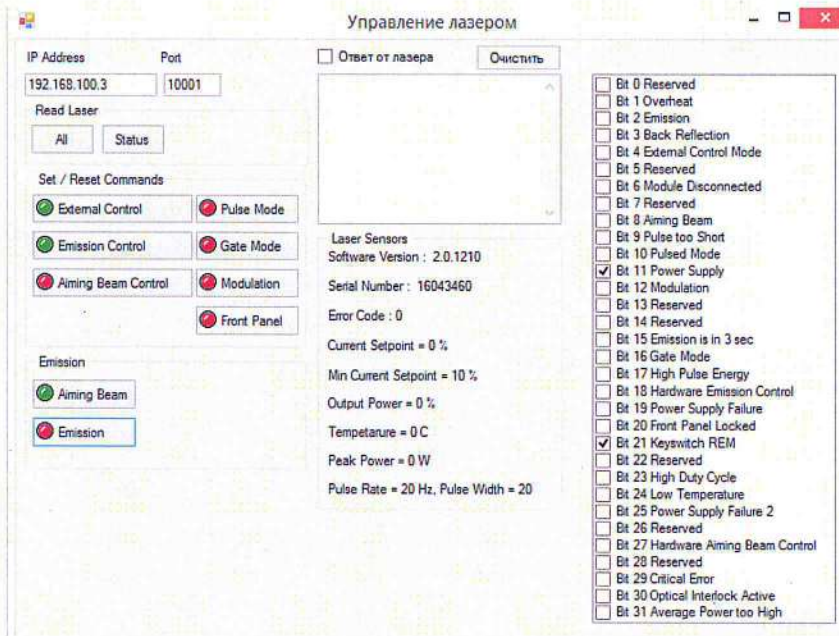 Управление лазером
IP Address
Port
192.168.100.3
10001
Read Laser
All
Status
Set / Reset Commands
External Control
Pulse Mode
Emission Control
Gate Mode
Aiming Beam Control
Modulation
Front Panel
Emission
Aiming Beam
Emission
Ответ от лазера
Очистить
Laser Sensors
Software Version : 2.0.1210
Serial Number : 16043460
Error Code : 0
Current Setpoint = 0 %
Min Current Setpoint = 10 %
Output Power = 0 %
Tempetarure = 0 C
Peak Power = 0 W
Pulse Rate = 20 Hz, Pulse Width = 20
Bit 0 Reserved
Bit 1 Overheat
Bit 2 Emission
Bit 3 Back Reflection
Bit 4 External Control Mode
Bit 5 Reserved
Bit 6 Module Disconnected
Bit 7 Reserved
Bit 8 Aiming Beam
Bit 9 Pulse too Short
Bit 10 Pulsed Mode
Bit 11 Power Supply
Bit 12 Modulation
Bit 13 Reserved
Bit 14 Reserved
Bit 15 Emission is in 3 sec
Bit 16 Gate Mode
Bit 17 High Pulse Energy
Bit 18 Hardware Emission Control
Bit 19 Power Supply Failure
Bit 20 Front Panel Locked
Bit 21 Keyswitch REM
Bit 22 Reserved
Bit 23 High Duty Cycle
Bit 24 Low Temperature
Bit 25 Power Supply Failure 2
Bit 26 Reserved
Bit 27 Hardware Aiming Beam Control
Bit 28 Reserved
Bit 29 Critical Error
Bit 30 Optical Interlock Active
Bit 31 Average Power too High